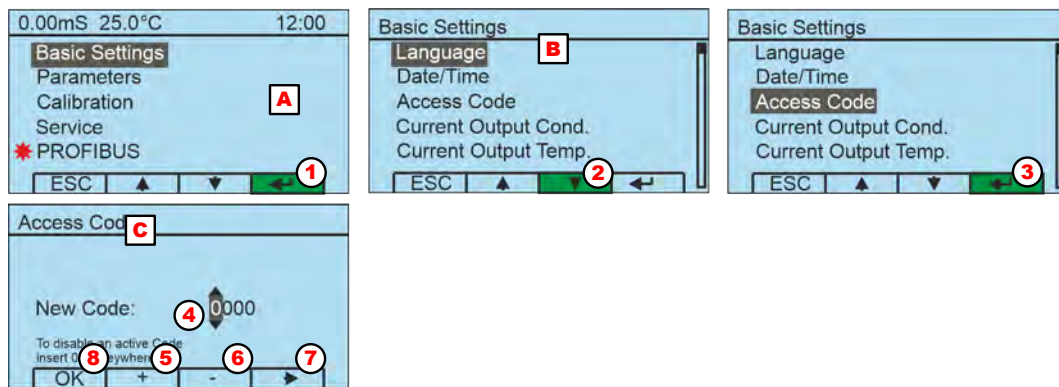 0.00mS 25.0°C 12:00
Basic Settings
Parameters
Calibration
Service
PROFIBUS
A
ESC
1
Basic Settings
Language
B
Date/Time
Access Code
Current Output Cond.
Current Output Temp.
ESC
2
Basic Settings
Language
Date/Time
Access Code
Current Output Cond.
Current Output Temp.
ESC
3
Access
C
New Code: 0000
4
To disable an active Code
insert
8 5 6 7
OK + -